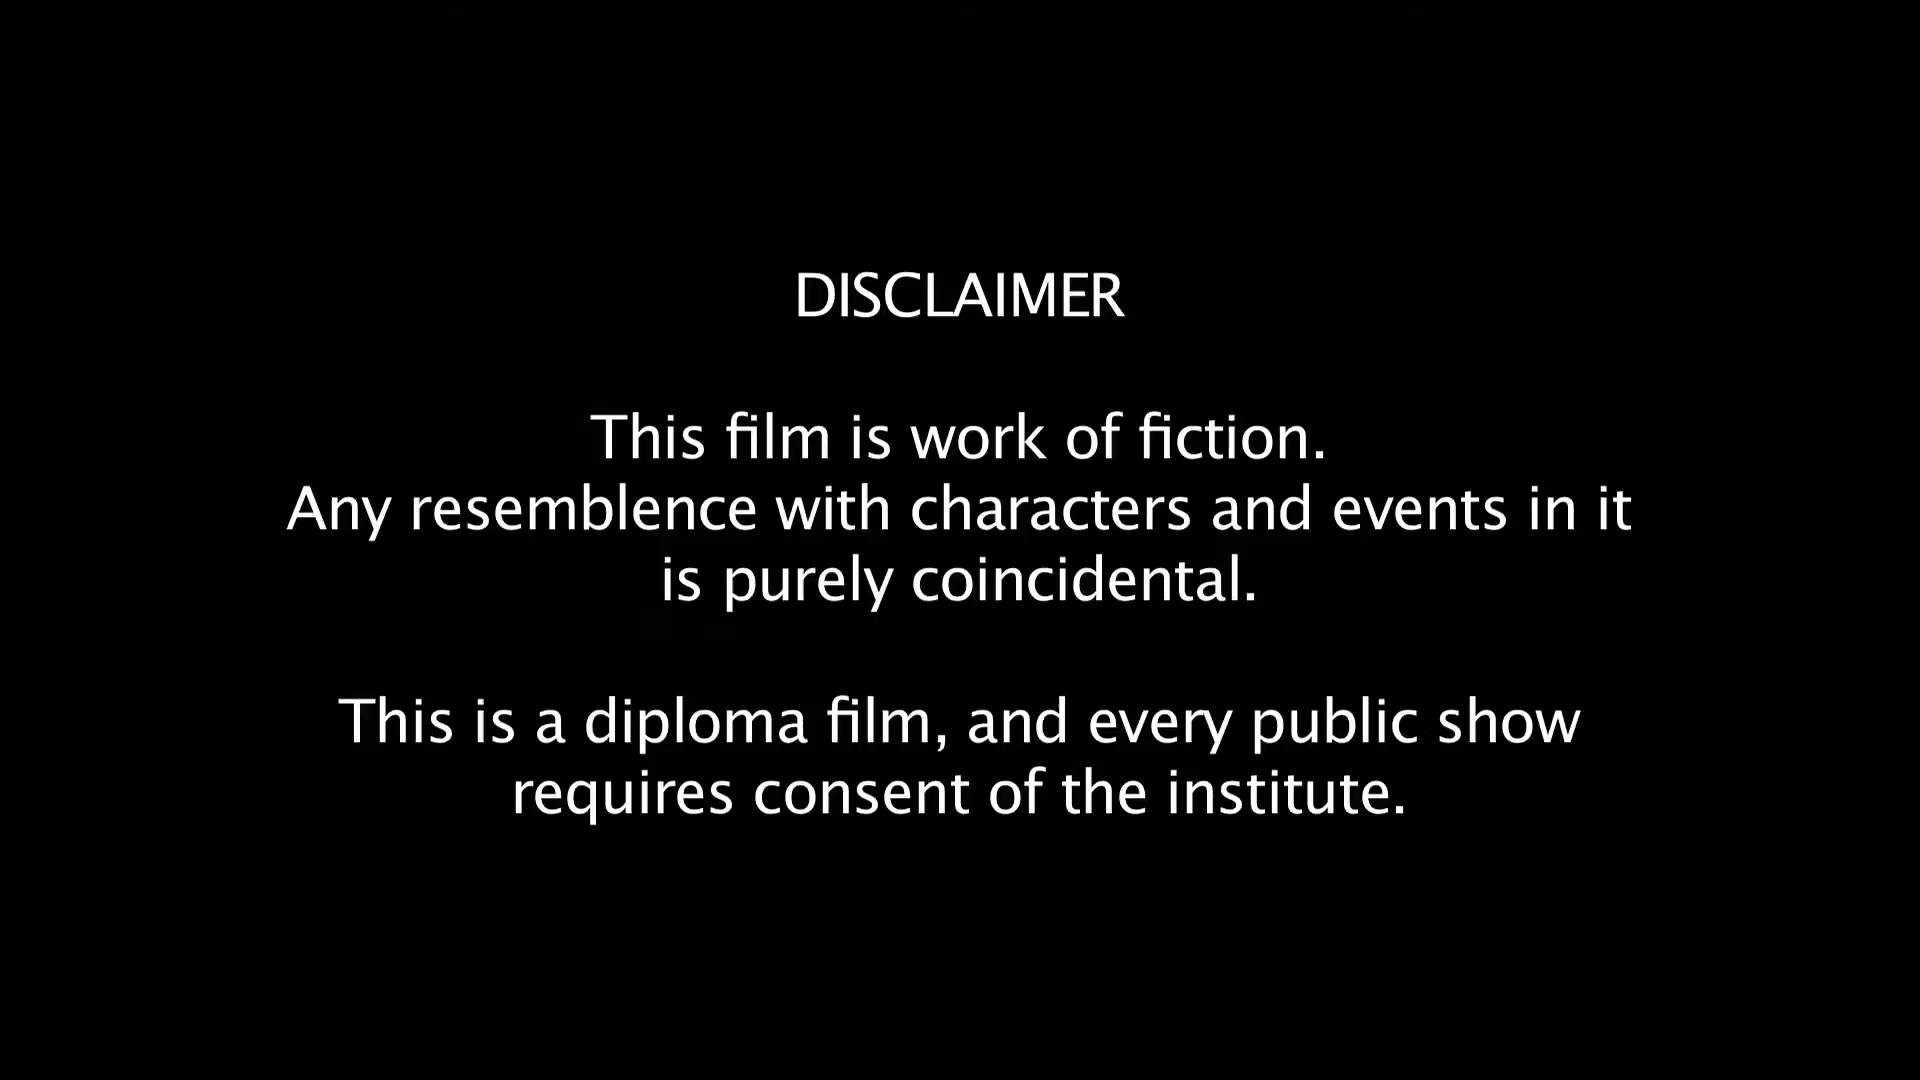 DISCLAIMER
This film is work of fiction.
Any resemblence with characters and events in it
is purely coincidental.
This is a diploma film, and every public show
requires consent of the institute.